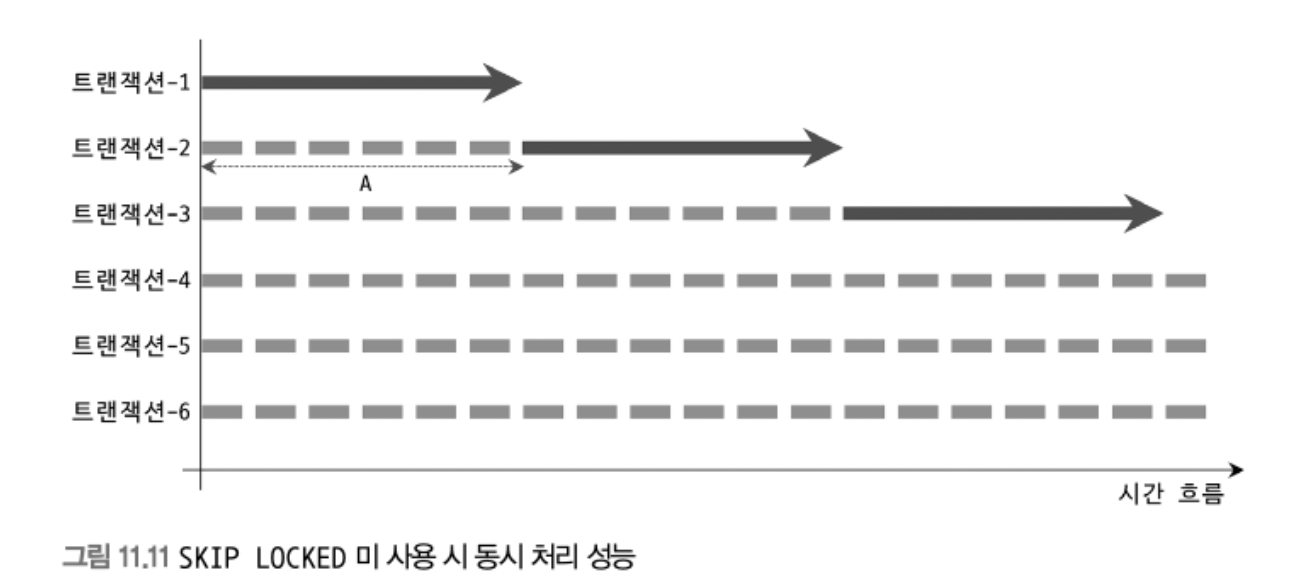 트랜잭션-1
트랜잭션-2
A
트랜잭션-3
트랜잭션-4
트랜잭션-5
트랜잭션-6
시간 흐름
그림 11.11 SKIP LOCKED 미 사용 시 동시 처리 성능